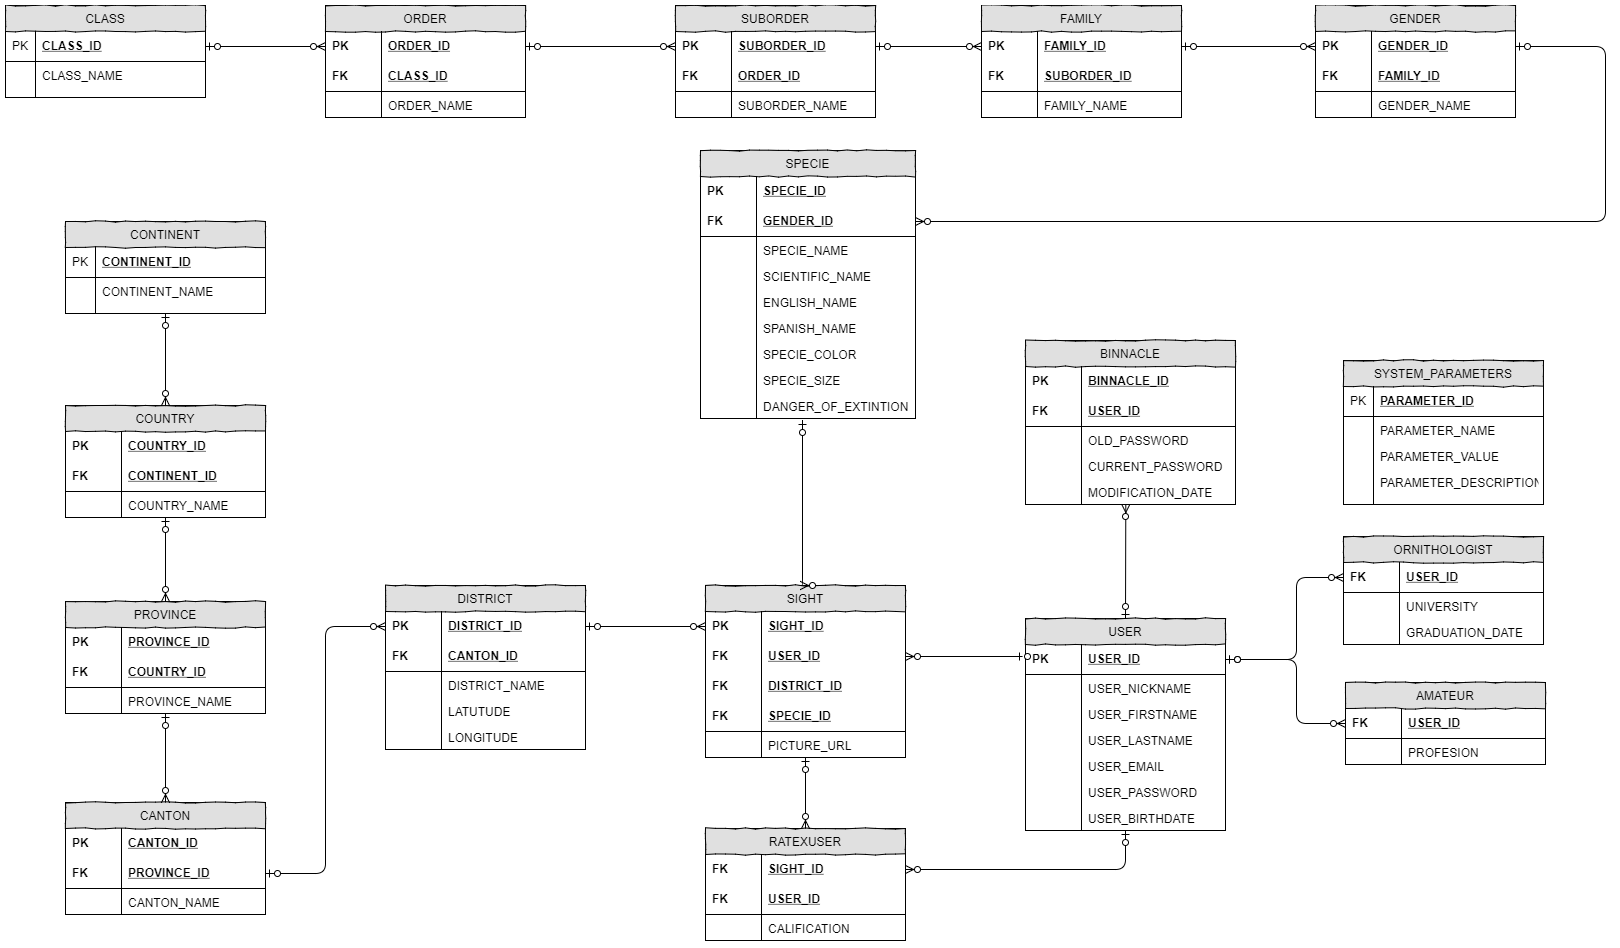 CLASS
PK CLASS_ID
CLASS_NAME
ORDER
PK ORDER_ID
FK CLASS_ID
ORDER_NAME
SUBORDER
PK SUBORDER_ID
FK ORDER_ID
SUBORDER_NAME
FAMILY
PK FAMILY_ID
FK SUBORDER_ID
FAMILY_NAME
GENDER
PK GENDER_ID
FK FAMILY_ID
GENDER_NAME
SPECIE
PK SPECIE_ID
FK GENDER_ID
SPECIE_NAME
SCIENTIFIC_NAME
ENGLISH_NAME
SPANISH_NAME
SPECIE_COLOR
SPECIE_SIZE
DANGER_OF_EXTINTION
CONTINENT
PK CONTINENT_ID
CONTINENT_NAME
COUNTRY
PK COUNTRY_ID
FK CONTINENT_ID
COUNTRY_NAME
PROVINCE
PK PROVINCE_ID
FK COUNTRY_ID
PROVINCE_NAME
CANTON
PK CANTON_ID
FK PROVINCE_ID
CANTON_NAME
DISTRICT
PK DISTRICT_ID
FK CANTON_ID
DISTRICT_NAME
LATUTUDE
LONGITUDE
SIGHT
PK SIGHT_ID
FK USER_ID
FK DISTRICT_ID
FK SPECIE_ID
PICTURE_URL
RATEXUSER
FK SIGHT_ID
FK USER_ID
CALIFICATION
BINNACLE
PK BINNACLE_ID
FK USER_ID
OLD_PASSWORD
CURRENT_PASSWORD
MODIFICATION_DATE
USER
PK USER_ID
USER_NICKNAME
USER_FIRSTNAME
USER_LASTNAME
USER_EMAIL
USER_PASSWORD
USER_BIRTHDATE
SYSTEM_PARAMETERS
PK PARAMETER_ID
PARAMETER_NAME
PARAMETER_VALUE
PARAMETER_DESCRIPTION
ORNITHOLOGIST
FK USER_ID
UNIVERSITY
GRADUATION_DATE
AMATEUR
FK USER_ID
PROFESION